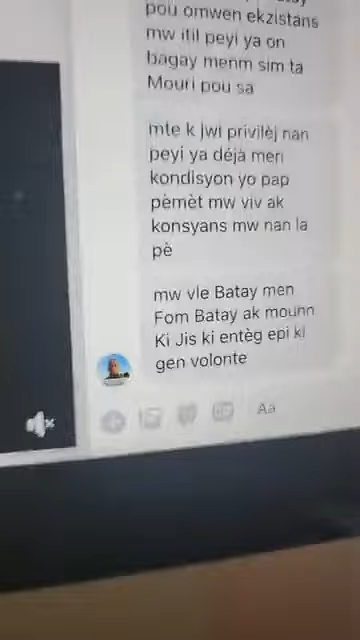 pou omwen ekzistans
mw itil peyi ya on
bagay menm sim ta
Mouri pou sa
mte k jwi privilèj nan
peyi ya déjà men
kondisyon yo pap
pèmèt mw viv ak
konsyans mw nan la
pè
mw vle Batay men
Fom Batay ak mounn
Ki Jis ki entèg epi ki
gen volonte
Aa